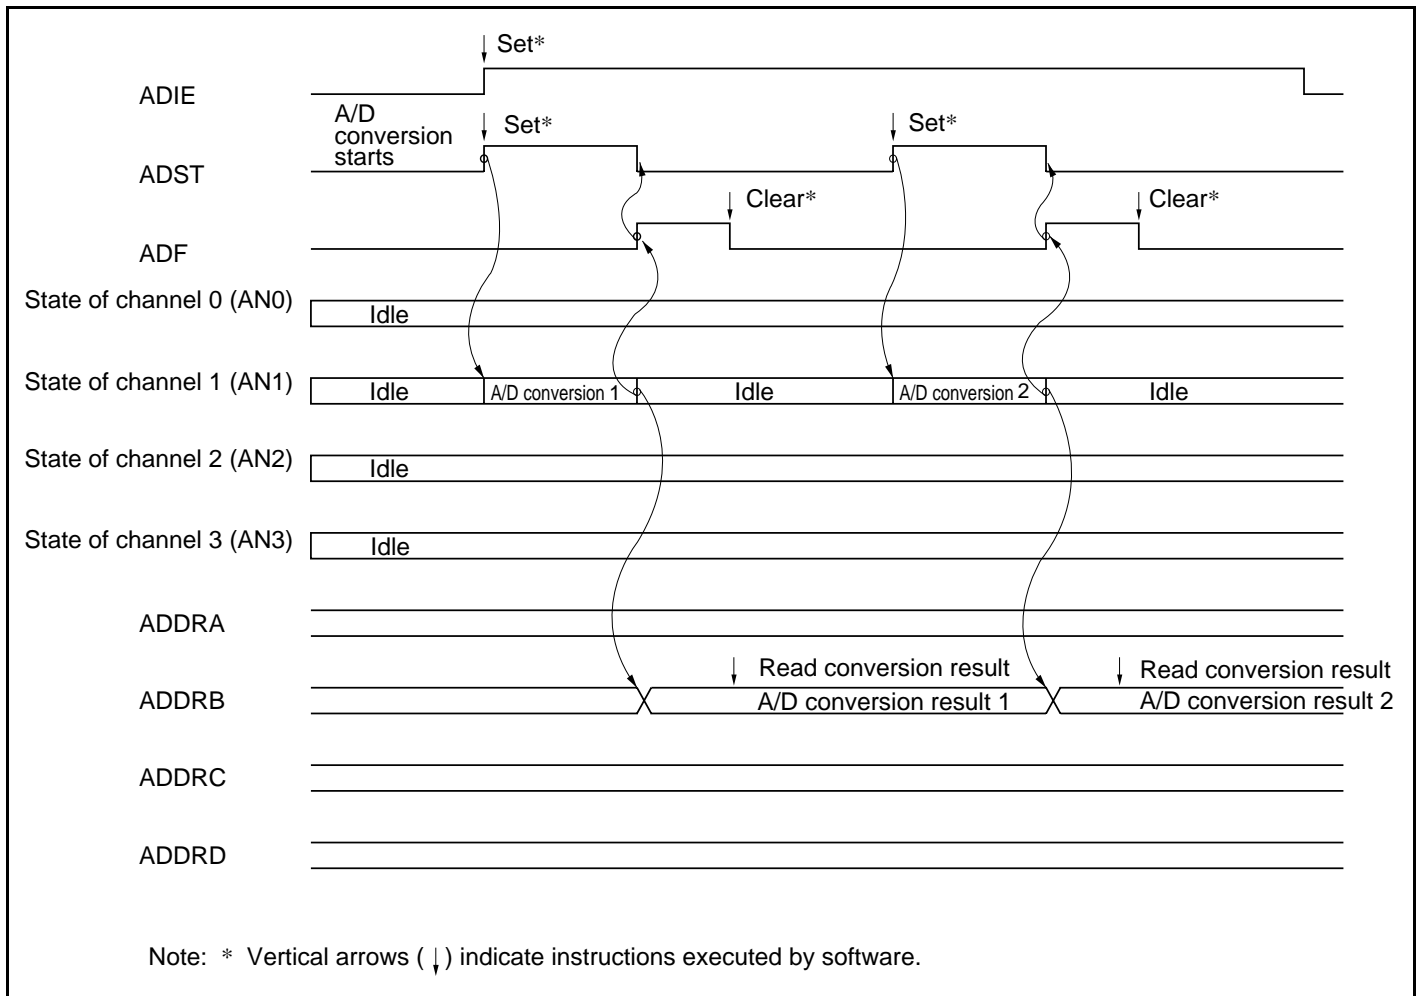 Set*
ADIE
A/D
conversion
starts
Set*
Set*
ADST
Clear*
Clear*
ADF
State of channel 0 (AN0)
Idle
State of channel 1 (AN1)
Idle
A/D conversion 1
Idle
A/D conversion 2
Idle
State of channel 2 (AN2)
Idle
State of channel 3 (AN3)
Idle
ADDRA
Read conversion result
Read conversion result
ADDRB
A/D conversion result 1
A/D conversion result 2
ADDRC
ADDRD
Note: * Vertical arrows (↓) indicate instructions executed by software.